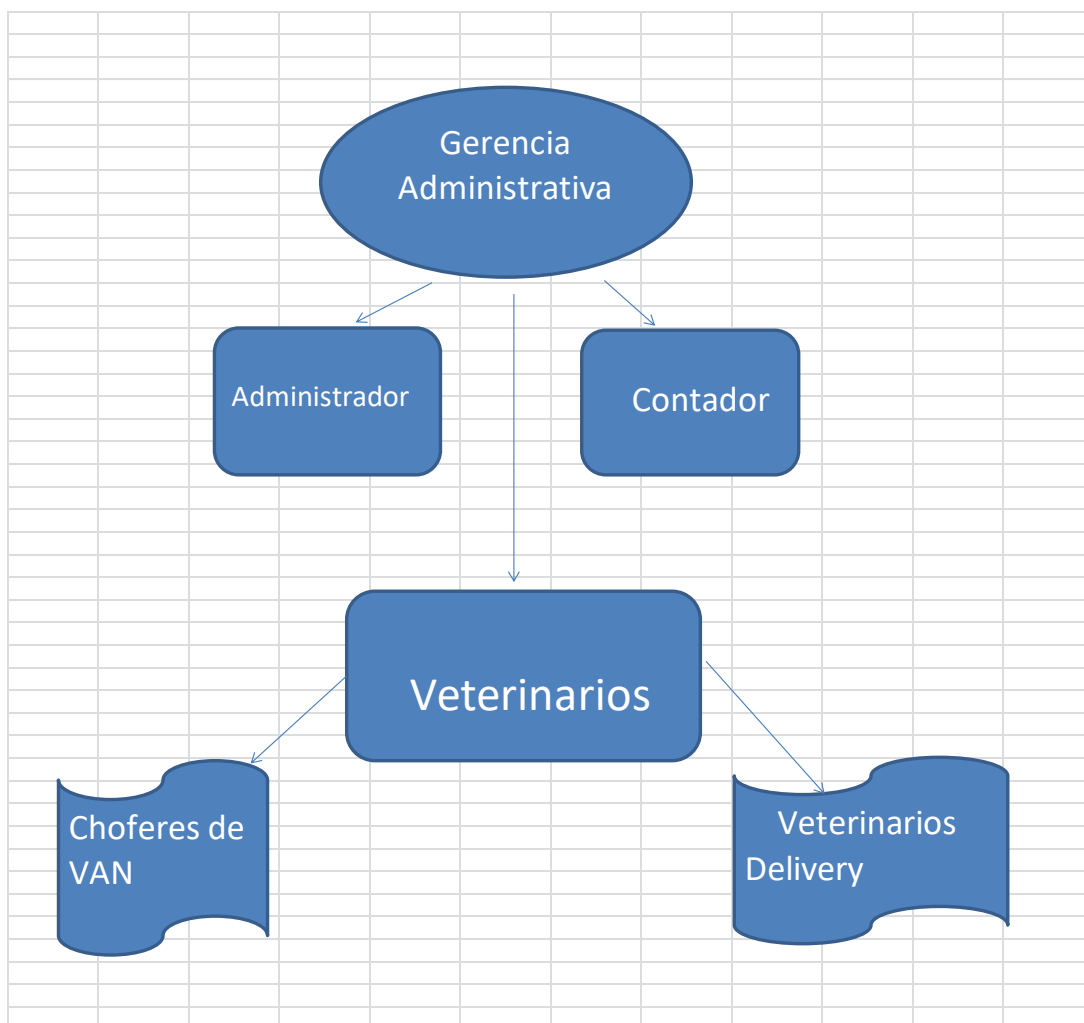 Gerencia
Administrativa
Administrador
Contador
Veterinarios
Choferes de
VAN
Veterinarios
Delivery